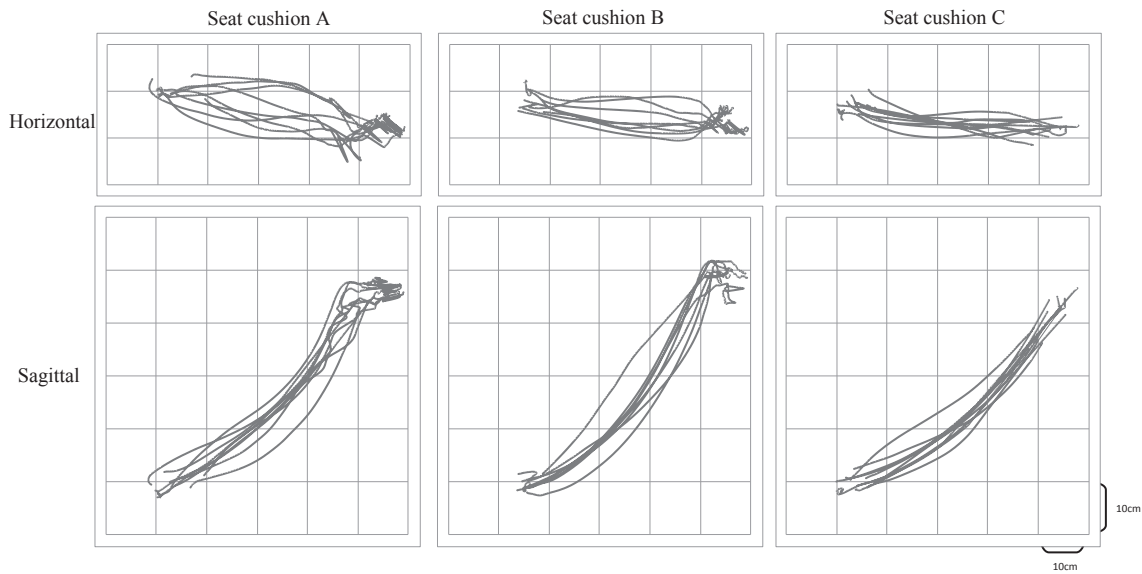 Seat cushion A
Seat cushion B
Seat cushion C
Horizontal
Sagittal
10cm
10cm